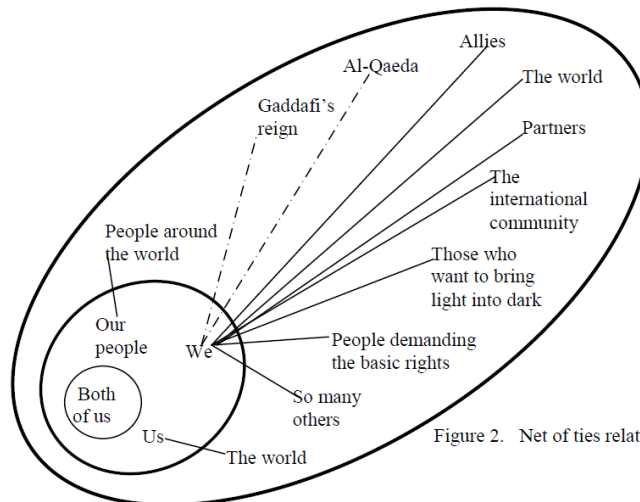 Allies
Al-Qaeda
The world
Gaddafi’s
reign
Partners
The
international
community
People around
the world
Those who
want to bring
light into dark
Our
people
We
People demanding
the basic rights
Both
of us
So many
others
Us
The world
Figure 2. Net of ties relat